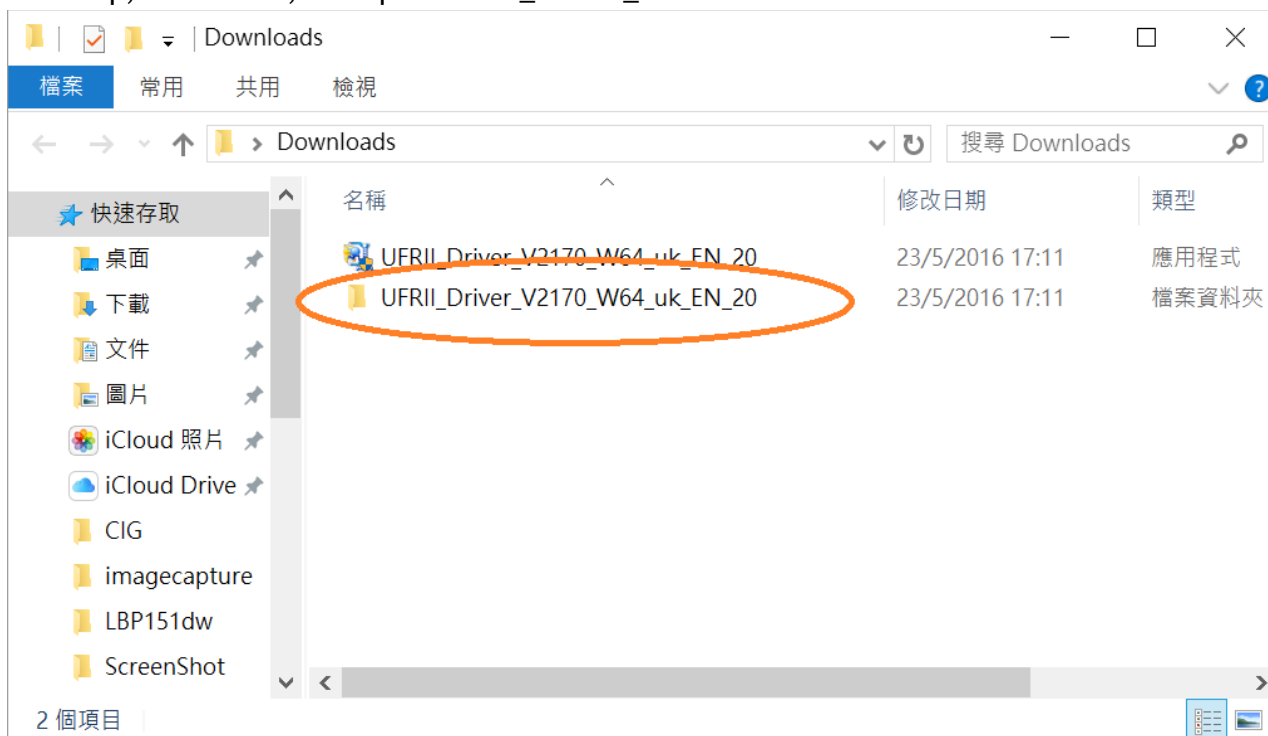 Downloads
檔案 常用 共用 檢視
Downloads 搜尋 Downloads
快速存取
桌面
下載
文件
圖片
iCloud 照片
iCloud Drive
CIG
imagecapture
LBP151dw
ScreenShot
名稱 修改日期 類型
UFRII_Driver_V2170_W64_uk_EN_20 23/5/2016 17:11 應用程式
UFRII_Driver_V2170_W64_uk_EN_20 23/5/2016 17:11 檔案資料夾
2 個項目